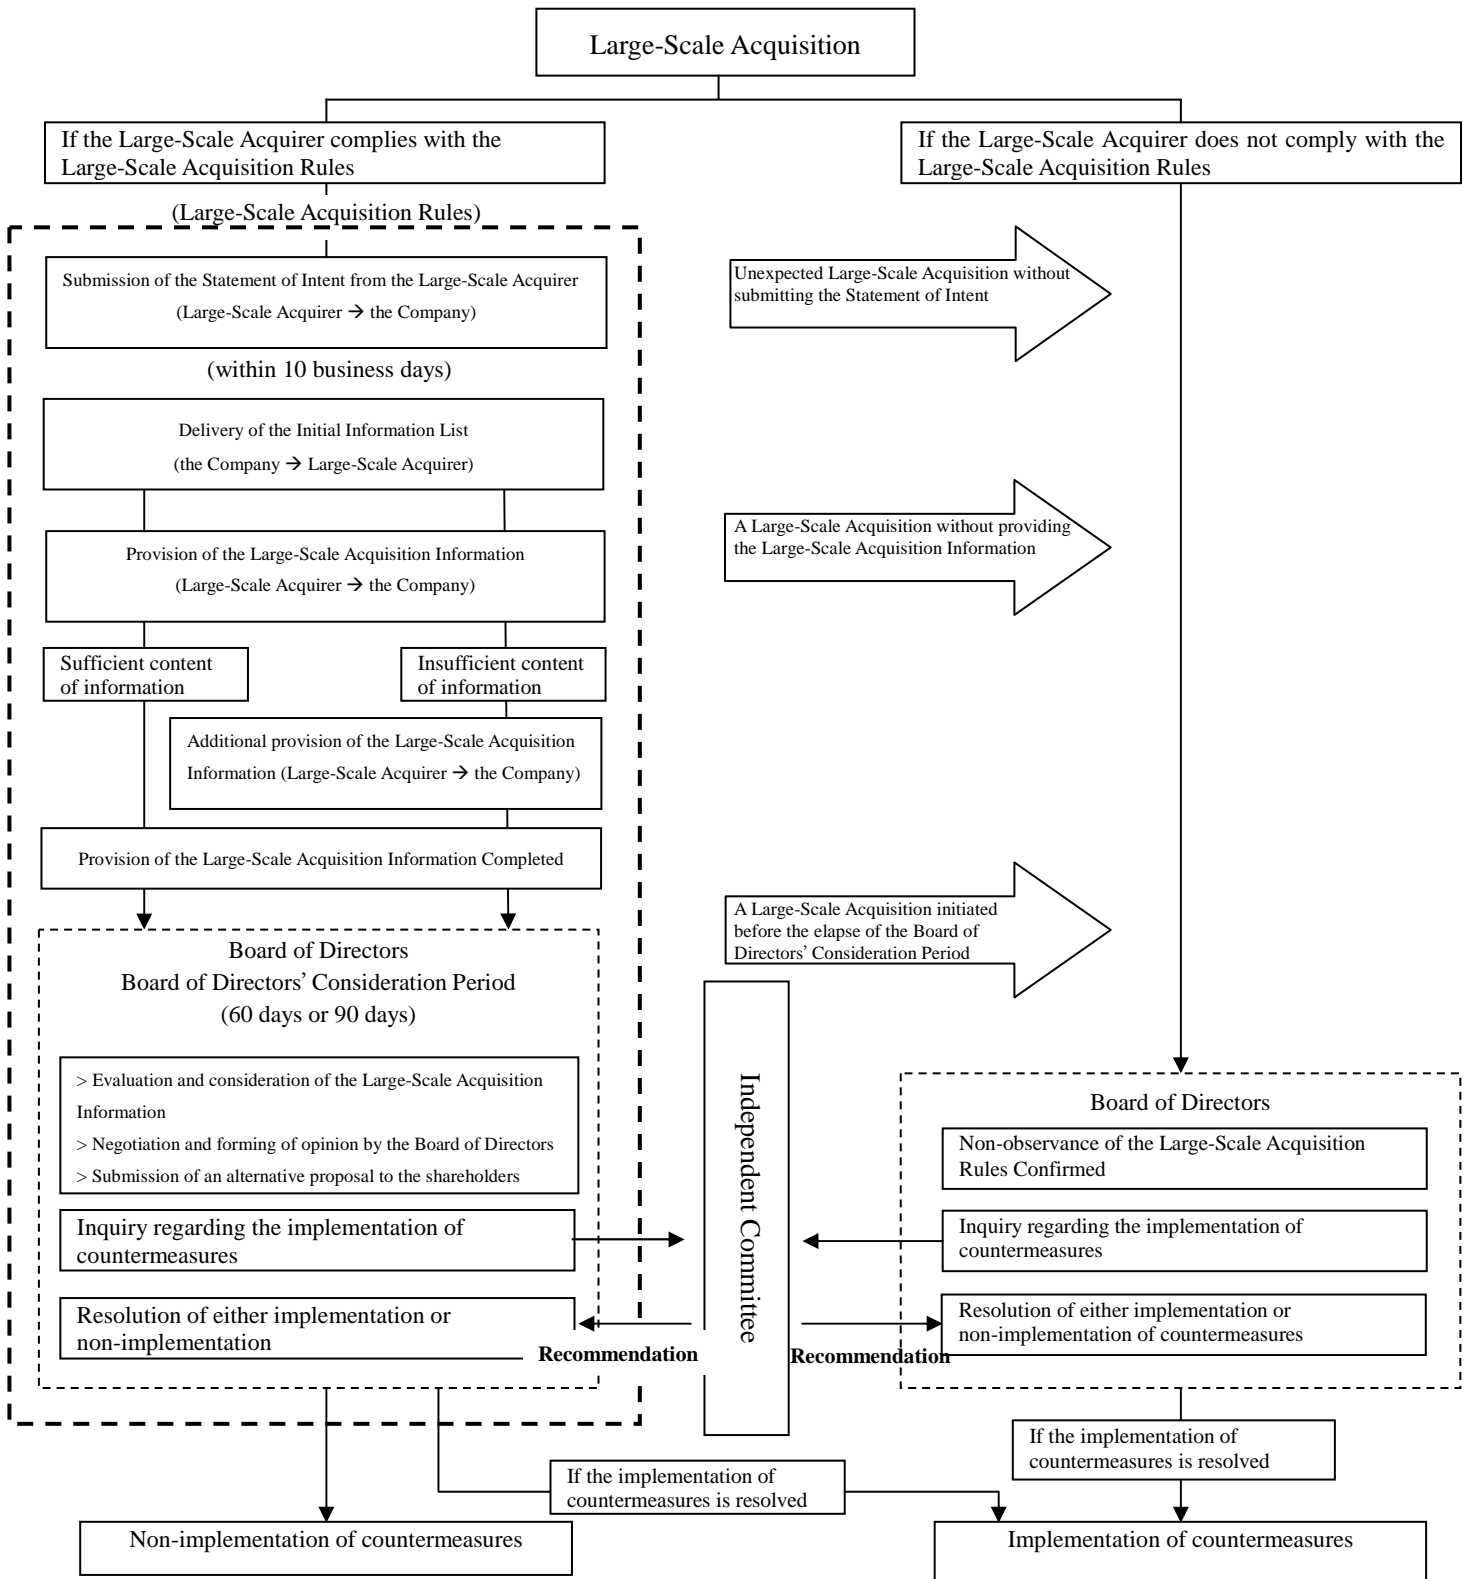 Large-Scale Acquisition
If the Large-Scale Acquirer complies with the
Large-Scale Acquisition Rules
If the Large-Scale Acquirer does not comply with the
Large-Scale Acquisition Rules
(Large-Scale Acquisition Rules)
Submission of the Statement of Intent from the Large-Scale Acquirer
(Large-Scale Acquirer → the Company)
Unexpected Large-Scale Acquisition without
submitting the Statement of Intent
(within 10 business days)
Delivery of the Initial Information List
(the Company → Large-Scale Acquirer)
Provision of the Large-Scale Acquisition Information
(Large-Scale Acquirer → the Company)
A Large-Scale Acquisition without providing
the Large-Scale Acquisition Information
Sufficient content
of information
Insufficient content
of information
Additional provision of the Large-Scale Acquisition
Information (Large-Scale Acquirer → the Company)
Provision of the Large-Scale Acquisition Information Completed
A Large-Scale Acquisition initiated
before the elapse of the Board of
Directors’ Consideration Period
Board of Directors
Board of Directors’ Consideration Period
(60 days or 90 days)
> Evaluation and consideration of the Large-Scale Acquisition
Information
> Negotiation and forming of opinion by the Board of Directors
> Submission of an alternative proposal to the shareholders
Inquiry regarding the implementation of
countermeasures
Resolution of either implementation or
non-implementation
Recommendation
Independent Committee
Recommendation
Board of Directors
Non-observance of the Large-Scale Acquisition
Rules Confirmed
Inquiry regarding the implementation of
countermeasures
Resolution of either implementation or
non-implementation of countermeasures
If the implementation of
countermeasures is resolved
If the implementation of
countermeasures is resolved
Non-implementation of countermeasures
Implementation of countermeasures